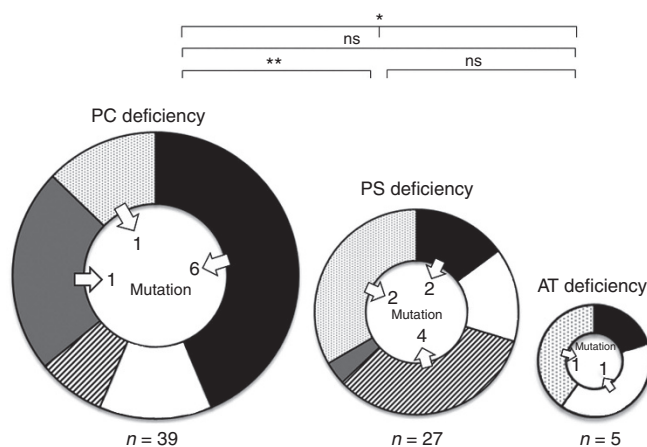 *
ns
** ns
PC deficiency
PS deficiency
AT deficiency
1
1 6
Mutation
2 2
Mutation
4
Mutation
1 1
n = 39 n = 27 n = 5